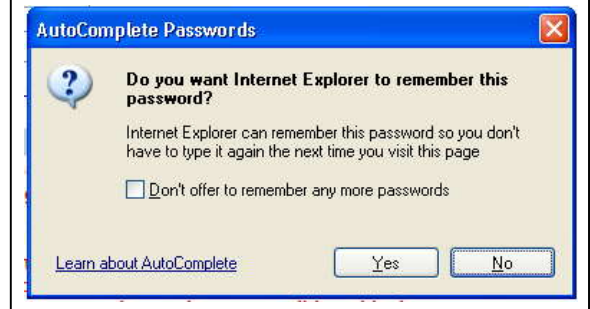 AutoComplete Passwords
Do you want Internet Explorer to remember this
password?
Internet Explorer can remember this password so you don't
have to type it again the next time you visit this page
Don't offer to remember any more passwords
Learn about AutoComplete
Yes
No